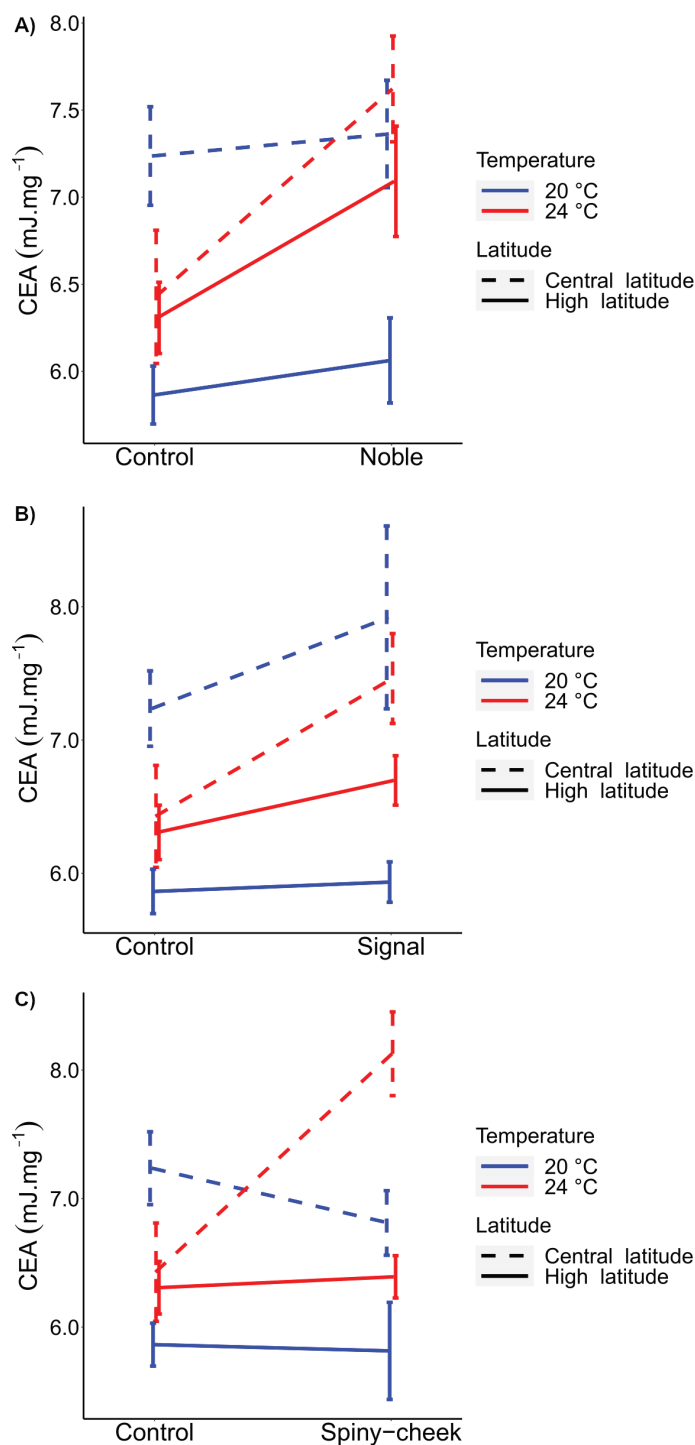 A)
8.0
7.5
7.0
6.5
6.0
CEA (mJ.mg⁻¹)
Control
Noble
Temperature
20 °C
24 °C
Latitude
Central latitude
High latitude
B)
8.0
7.0
6.0
CEA (mJ.mg⁻¹)
Control
Signal
Temperature
20 °C
24 °C
Latitude
Central latitude
High latitude
C)
8.0
7.0
6.0
CEA (mJ.mg⁻¹)
Control
Spiny−cheek
Temperature
20 °C
24 °C
Latitude
Central latitude
High latitude